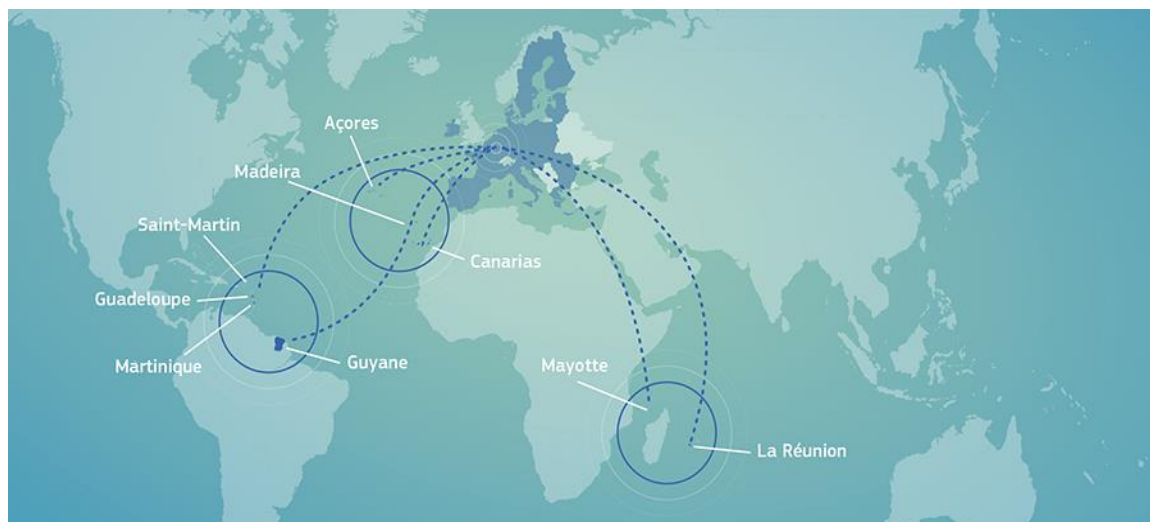 Açores
Madeira
Saint-Martin
Canarias
Guadeloupe
Martinique
Guyane
Mayotte
La Réunion